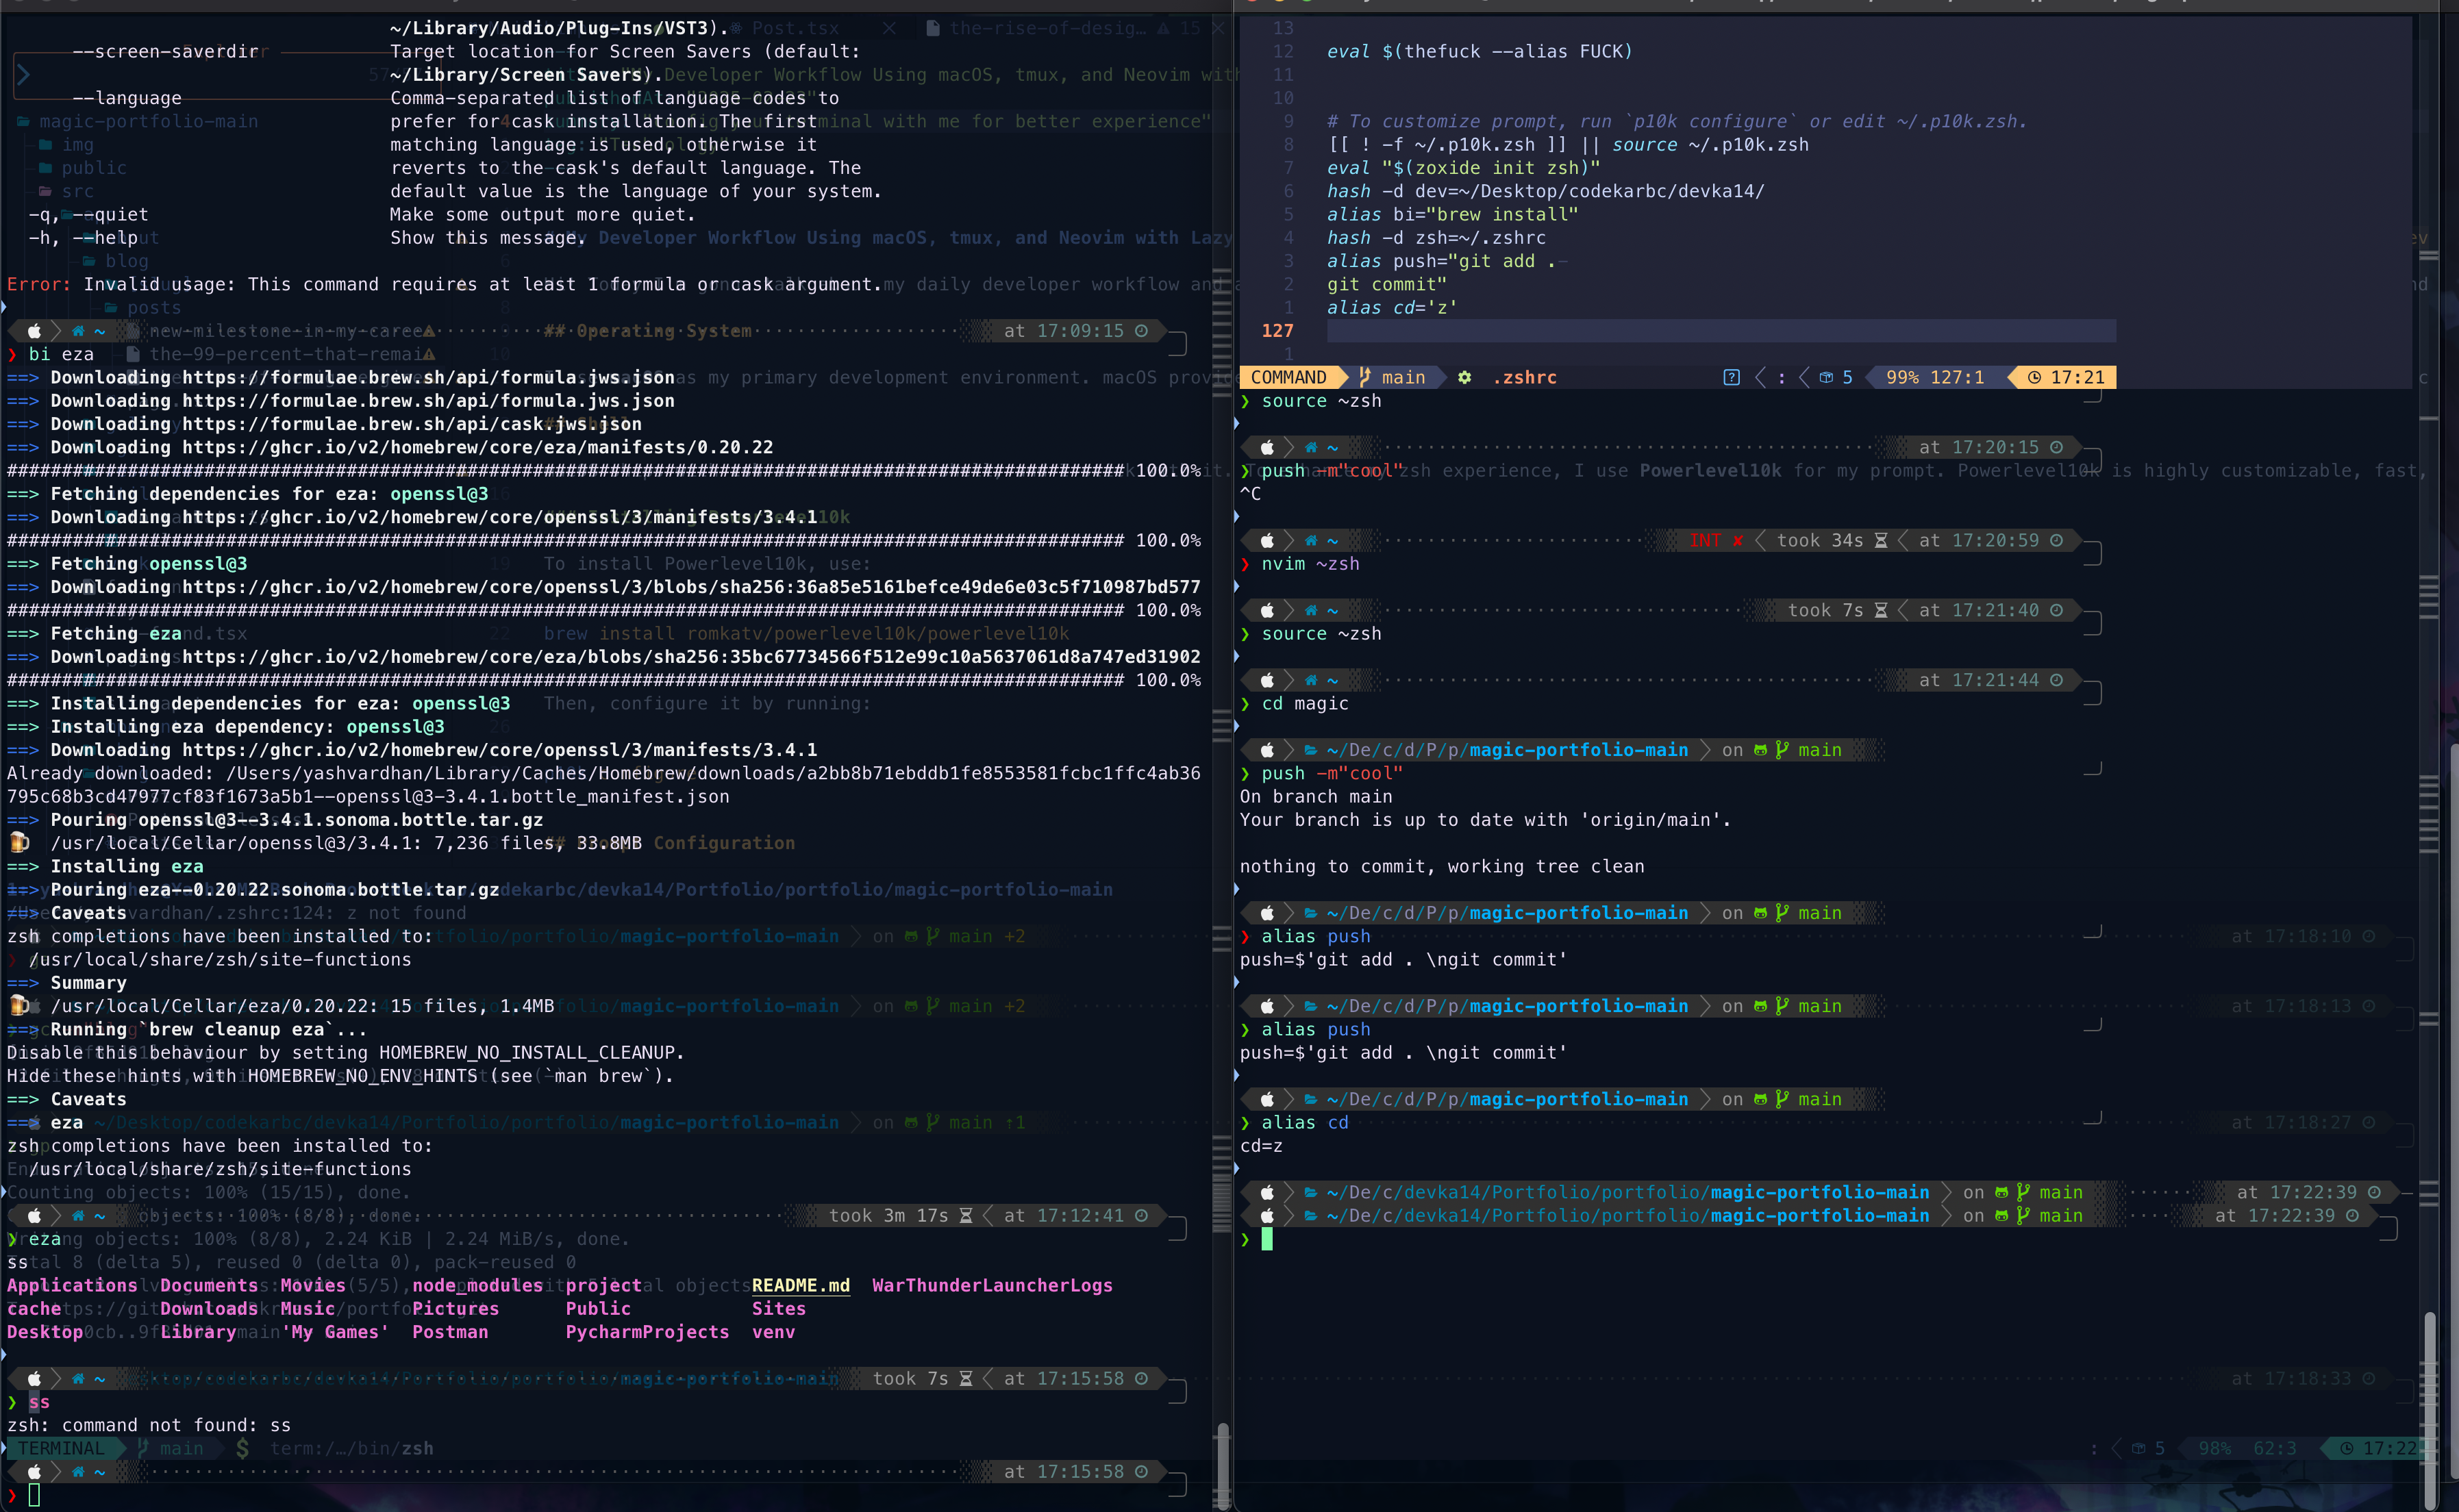 ~/Library/Audio/Plug-Ins/VST3).
--screen-saverdir Target location for Screen Savers (default:
~/Library/Screen Savers).
--language Comma-separated list of language codes to
prefer for cask installation. The first
matching language is used, otherwise it
reverts to the cask's default language. The
default value is the language of your system.
-q, --quiet Make some output more quiet.
-h, --help Show this message.
Error: Invalid usage: This command requires at least 1 formula or cask argument.
~ at 17:09:15
❯ bi eza
==> Downloading https://formulae.brew.sh/api/formula.jws.json
==> Downloading https://formulae.brew.sh/api/formula.jws.json
==> Downloading https://formulae.brew.sh/api/cask.jws.json
==> Downloading https://ghcr.io/v2/homebrew/core/eza/manifests/0.20.22
100.0%
==> Fetching dependencies for eza: openssl@3
==> Downloading https://ghcr.io/v2/homebrew/core/openssl/3/manifests/3.4.1
100.0%
==> Fetching openssl@3
==> Downloading https://ghcr.io/v2/homebrew/core/openssl/3/blobs/sha256:36a85e5161befce49de6e03c5f710987bd577
100.0%
==> Fetching eza
==> Downloading https://ghcr.io/v2/homebrew/core/eza/blobs/sha256:35bc67734566f512e99c10a5637061d8a747ed31902
100.0%
==> Installing dependencies for eza: openssl@3
==> Installing eza dependency: openssl@3
==> Downloading https://ghcr.io/v2/homebrew/core/openssl/3/manifests/3.4.1
Already downloaded: /Users/yashvardhan/Library/Caches/Homebrew/downloads/a2bb8b71ebddb1fe8553581fcbc1ffc4ab36
795c68b3cd47977cf83f1673a5b1--openssl@3-3.4.1.bottle_manifest.json
==> Pouring openssl@3--3.4.1.sonoma.bottle.tar.gz
🍺 /usr/local/Cellar/openssl@3/3.4.1: 7,236 files, 33.8MB
==> Installing eza
==> Pouring eza--0.20.22.sonoma.bottle.tar.gz
==> Caveats
zsh completions have been installed to:
/usr/local/share/zsh/site-functions
==> Summary
🍺 /usr/local/Cellar/eza/0.20.22: 15 files, 1.4MB
==> Running `brew cleanup eza`...
Disable this behaviour by setting HOMEBREW_NO_INSTALL_CLEANUP.
Hide these hints with HOMEBREW_NO_ENV_HINTS (see `man brew`).
==> Caveats
==> eza
zsh completions have been installed to:
/usr/local/share/zsh/site-functions
~ took 3m 17s at 17:12:41
❯ eza
ss
Applications Documents Movies node_modules project README.md WarThunderLauncherLogs
cache Downloads Music Pictures Public Sites
Desktop Library 'My Games' Postman PycharmProjects venv
~ took 7s at 17:15:58
❯ ss
zsh: command not found: ss
TERMINAL main $ term:/…/bin/zsh
~ at 17:15:58
❯
13
12 eval $(thefuck --alias FUCK)
11
10
9 # To customize prompt, run `p10k configure` or edit ~/.p10k.zsh.
8 [[ ! -f ~/.p10k.zsh ]] || source ~/.p10k.zsh
7 eval "$(zoxide init zsh)"
6 hash -d dev=~/Desktop/codekarbc/devka14/
5 alias bi="brew install"
4 hash -d zsh=~/.zshrc
3 alias push="git add .-
2 git commit"
1 alias cd='z'
127
1
COMMAND main .zshrc : 5 99% 127:1 17:21
❯ source ~zsh
~ at 17:20:15
❯ push -m"cool"
^C
~ INT ✘ took 34s at 17:20:59
❯ nvim ~zsh
~ took 7s at 17:21:40
❯ source ~zsh
~ at 17:21:44
❯ cd magic
~/De/c/d/P/p/magic-portfolio-main on main
❯ push -m"cool"
On branch main
Your branch is up to date with 'origin/main'.
nothing to commit, working tree clean
~/De/c/d/P/p/magic-portfolio-main on main
❯ alias push
push=$'git add . \ngit commit'
~/De/c/d/P/p/magic-portfolio-main on main
❯ alias push
push=$'git add . \ngit commit'
~/De/c/d/P/p/magic-portfolio-main on main
❯ alias cd
cd=z
~/De/c/devka14/Portfolio/portfolio/magic-portfolio-main on main at 17:22:39
~/De/c/devka14/Portfolio/portfolio/magic-portfolio-main on main at 17:22:39
❯
: 5 98% 62:3 17:22